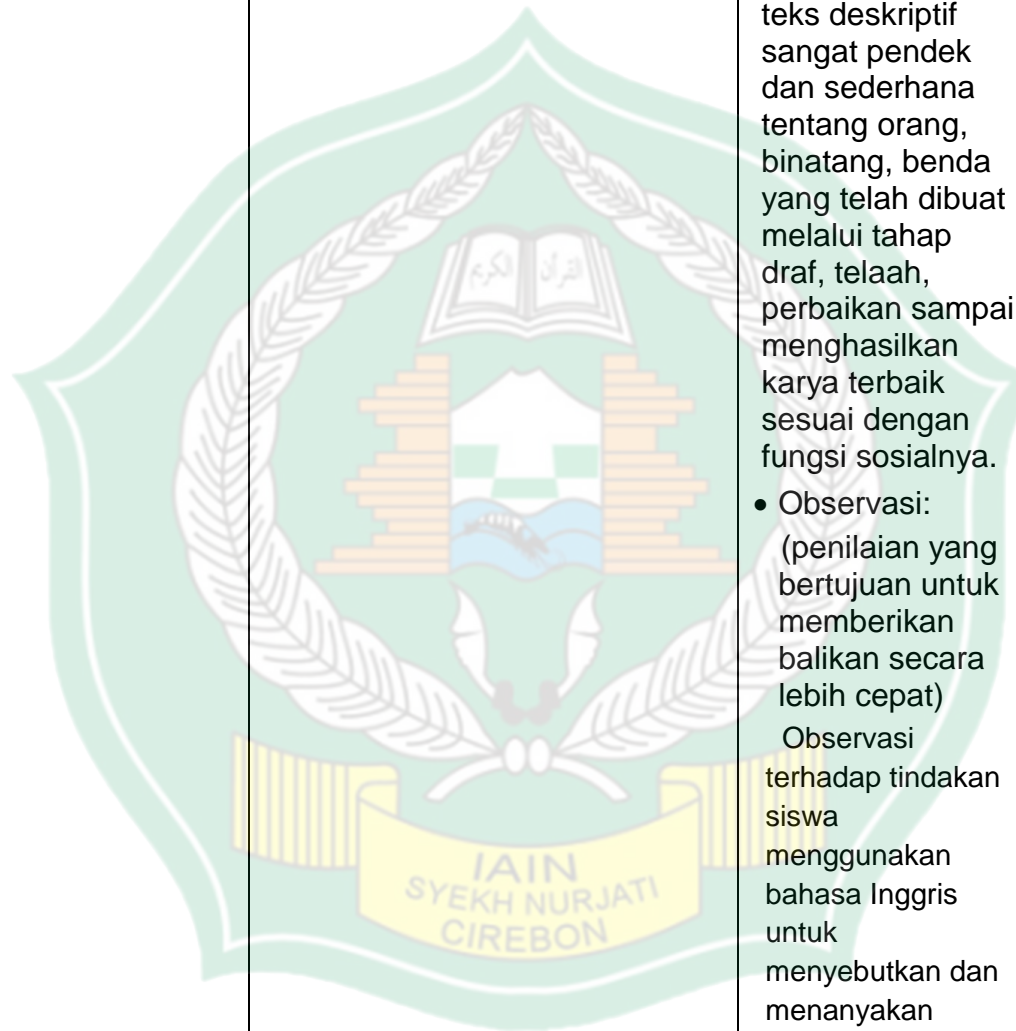 teks deskriptif
sangat pendek
dan sederhana
tentang orang,
binatang, benda
yang telah dibuat
melalui tahap
draf, telaah,
perbaikan sampai
menghasilkan
karya terbaik
sesuai dengan
fungsi sosialnya.
• Observasi:
(penilaian yang
bertujuan untuk
memberikan
balikan secara
lebih cepat)
Observasi
terhadap tindakan
siswa
menggunakan
bahasa Inggris
untuk
menyebutkan dan
menanyakan
القرآن الكريم
IAIN
SYEKH NURJATI
CIREBON